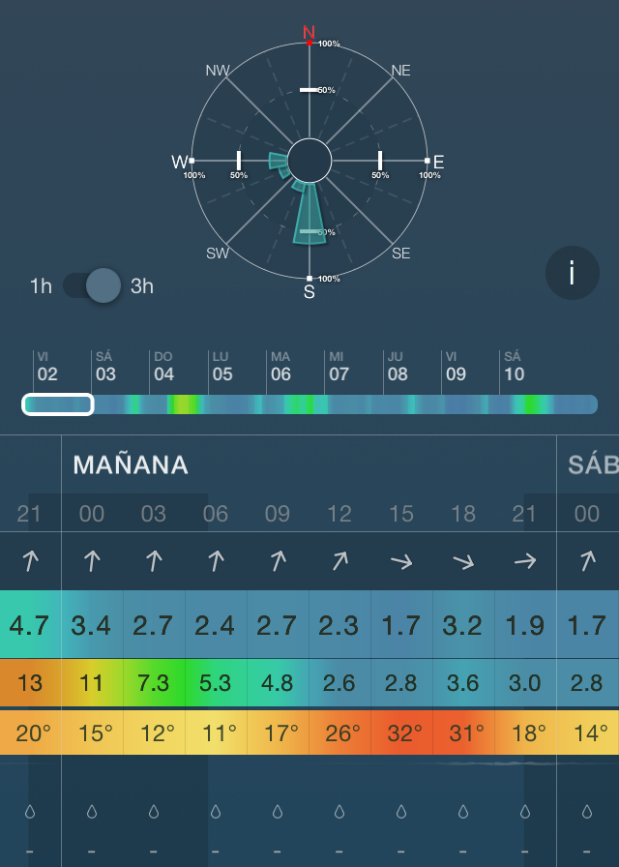 N
100%
NW
NE
50%
W
E
100%
50%
50%
100%
50%
SW
SE
100%
S
1h
3h
i
VI SÁ DO LU MA MI JU VI SÁ
02 03 04 05 06 07 08 09 10
MAÑANA
SÁB
21 00 03 06 09 12 15 18 21 00
4.7 3.4 2.7 2.4 2.7 2.3 1.7 3.2 1.9 1.7
13 11 7.3 5.3 4.8 2.6 2.8 3.6 3.0 2.8
20° 15° 12° 11° 17° 26° 32° 31° 18° 14°
- - - - - - - - - -